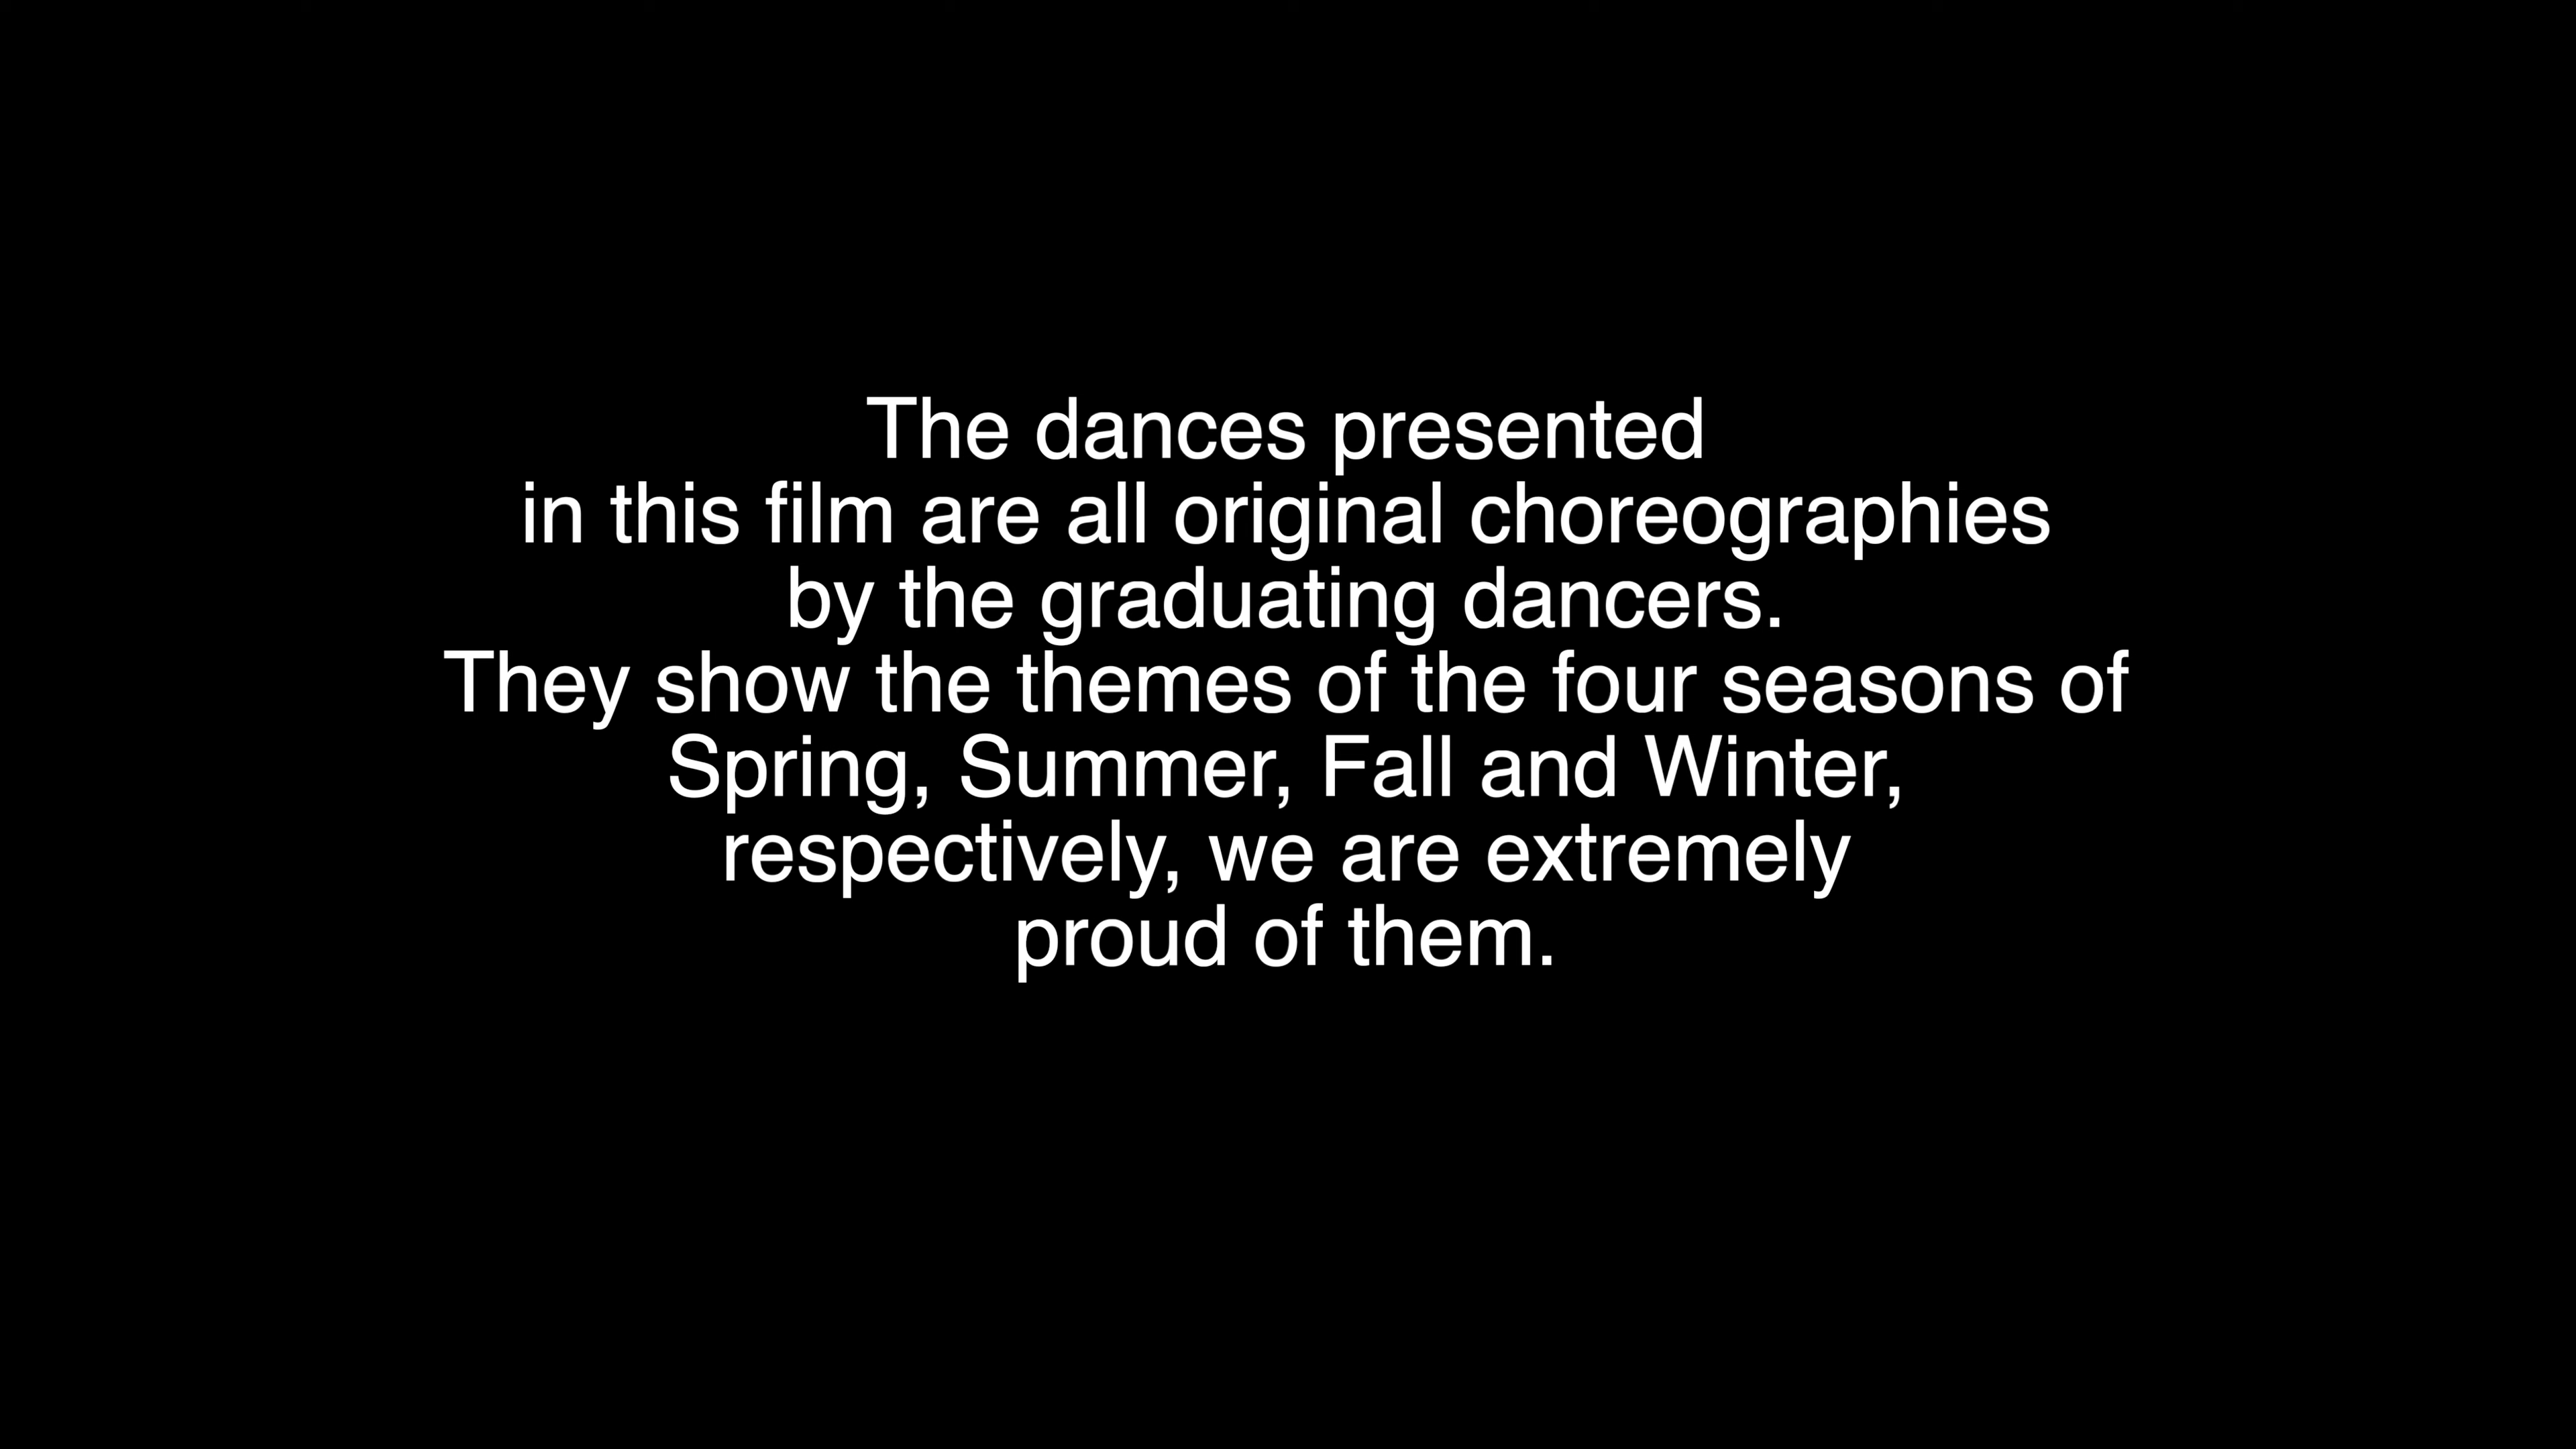 The dances presented
in this film are all original choreographies
by the graduating dancers.
They show the themes of the four seasons of
Spring, Summer, Fall and Winter,
respectively, we are extremely
proud of them.